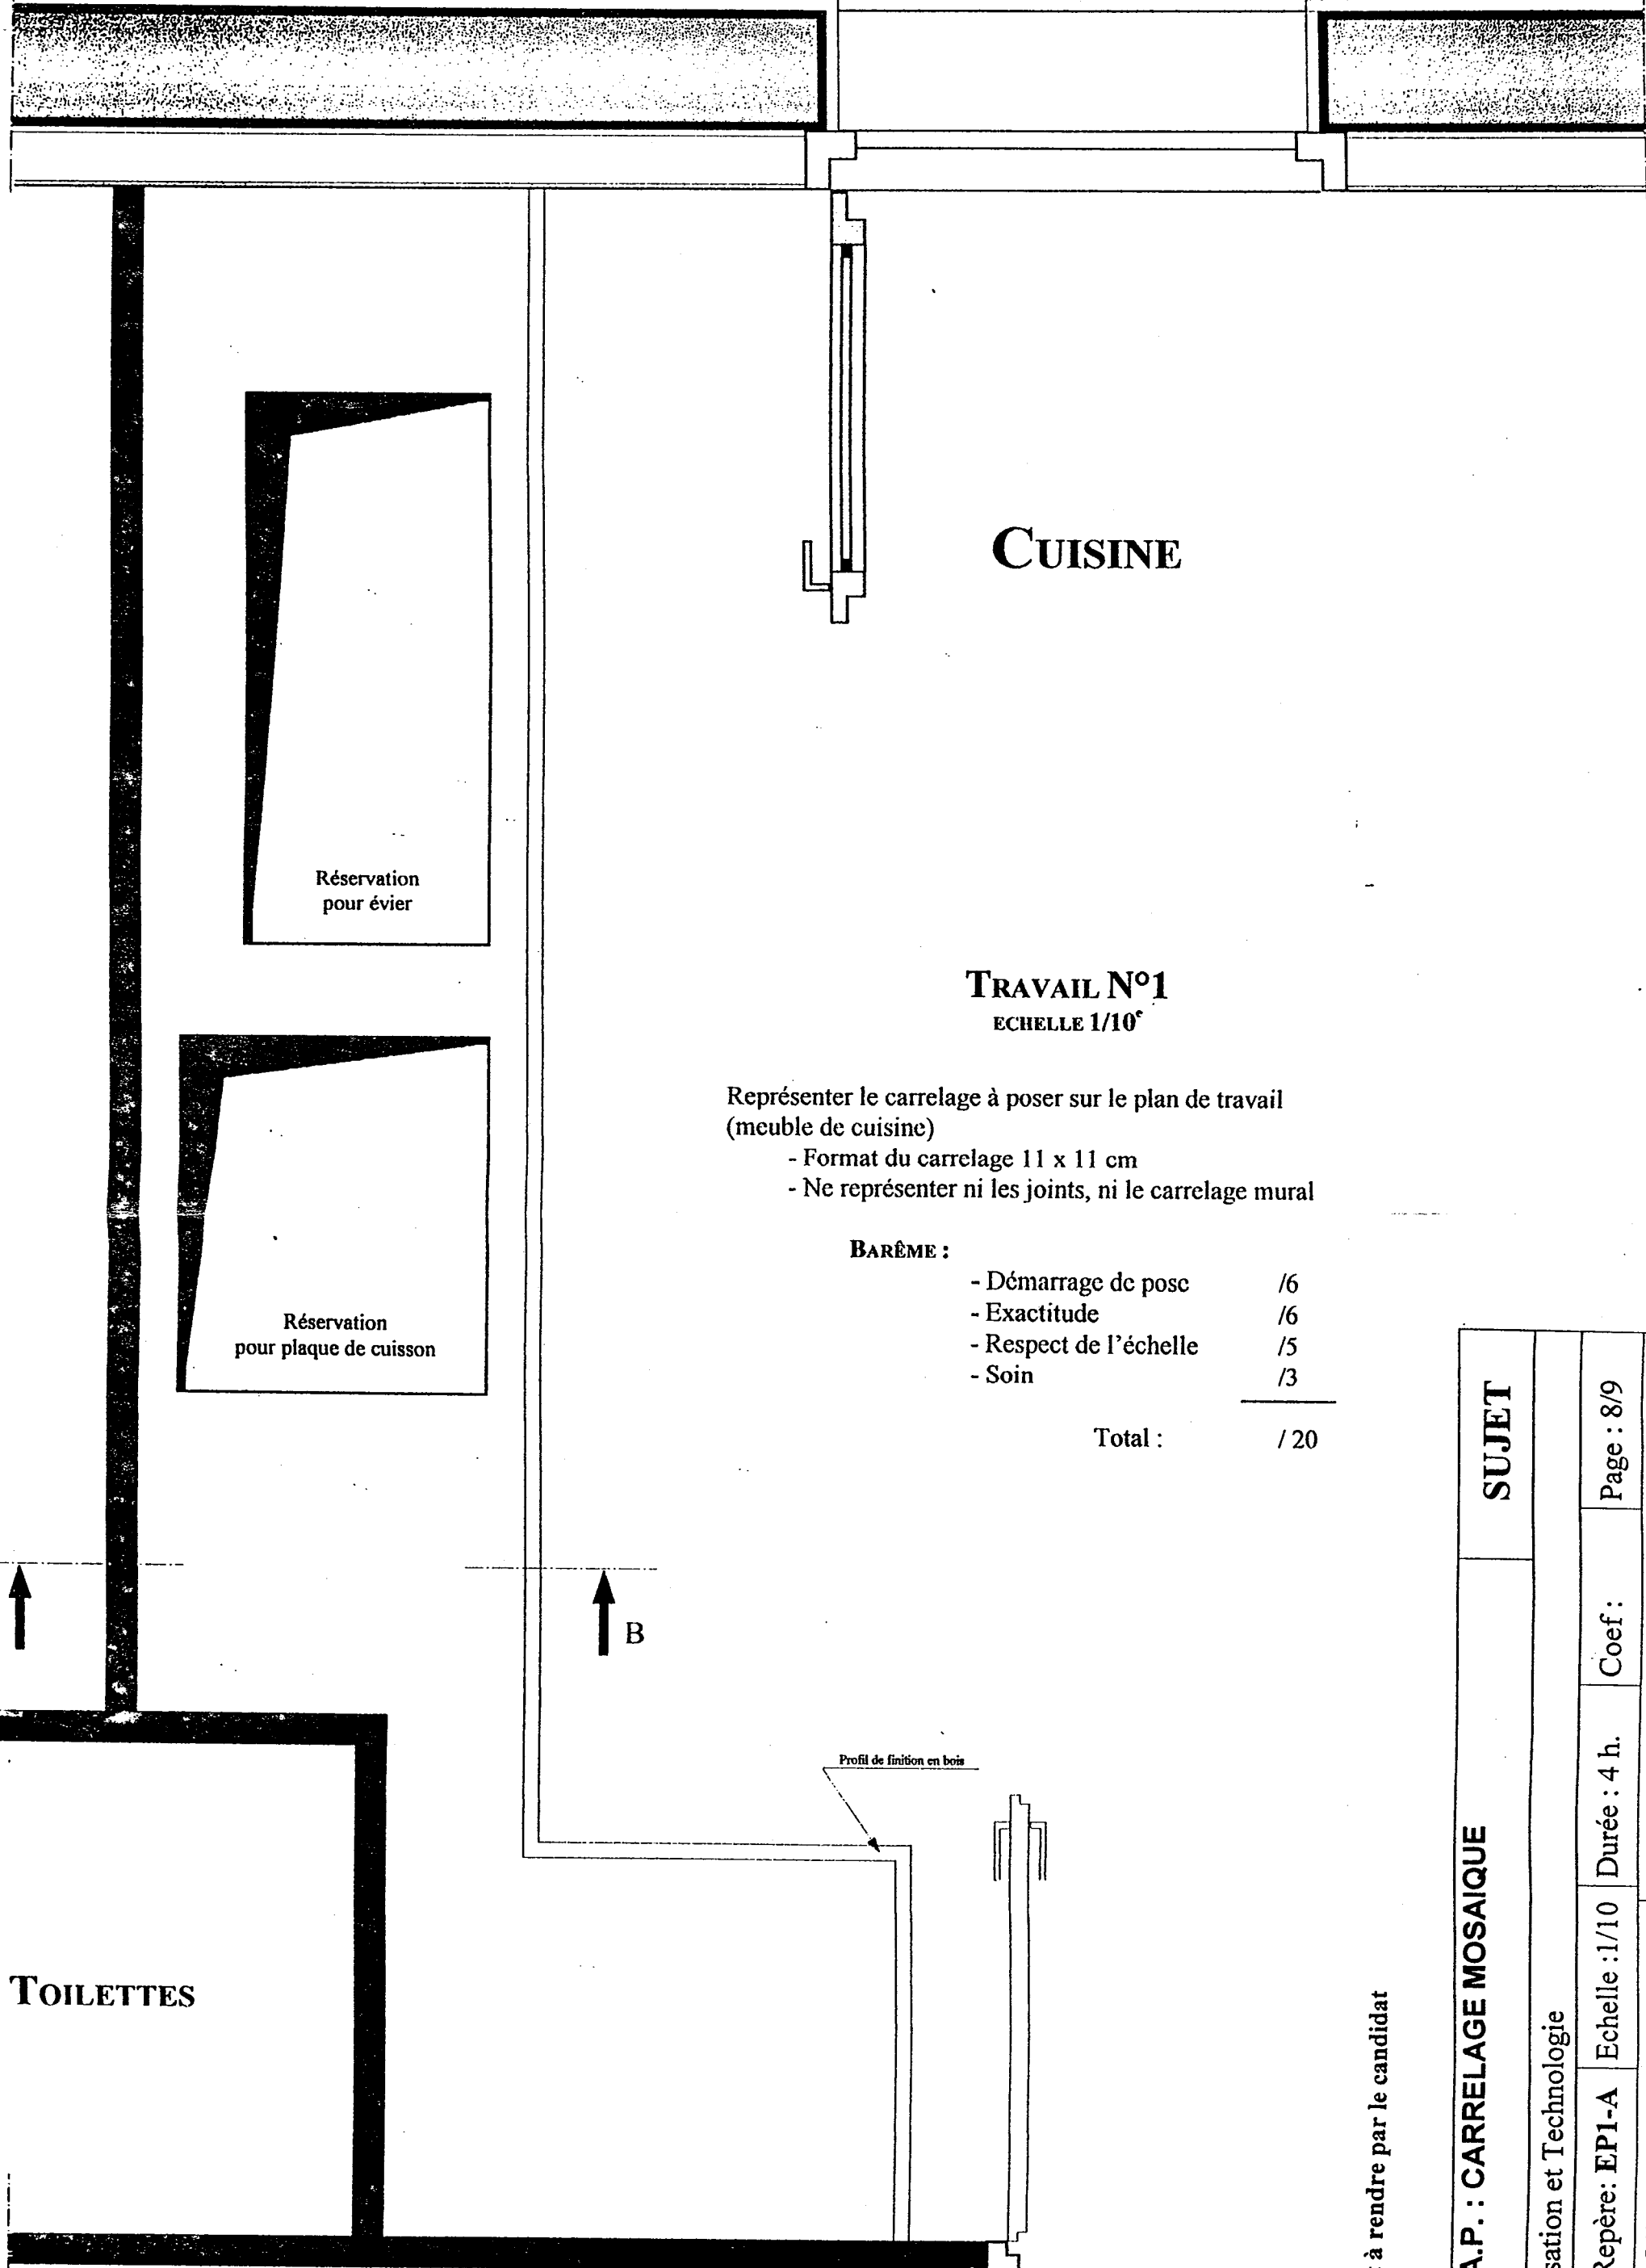 CUISINE
Réservation
pour évier
TRAVAIL N°1
ECHELLE 1/10e
Représenter le carrelage à poser sur le plan de travail
(meuble de cuisine)
- Format du carrelage 11 x 11 cm
- Ne représenter ni les joints, ni le carrelage mural
BARÊME :
- Démarrage de pose /6
- Exactitude /6
- Respect de l'échelle /5
- Soin /3
Total : / 20
Réservation
pour plaque de cuisson
B
Profil de finition en bois
TOILETTES
à rendre par le candidat
A.P. : CARRELAGE MOSAIQUE
SUJET
sation et Technologie
Repère: EP1-A
Echelle :1/10
Durée : 4 h.
Coef :
Page : 8/9